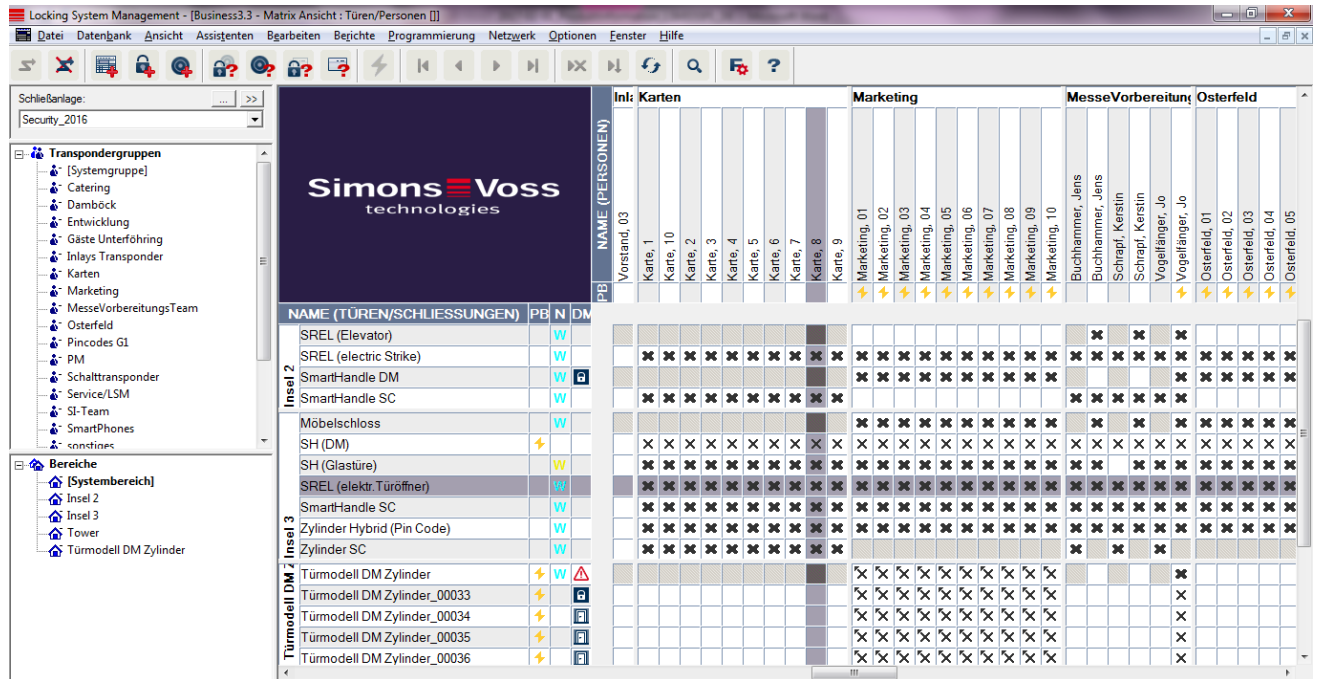 Locking System Management - [Business3.3 - Matrix Ansicht : Türen/Personen []]
Datei Datenbank Ansicht Assistenten Bearbeiten Berichte Programmierung Netzwerk Optionen Fenster Hilfe
Schließanlage:
... >>
Security_2016
Transpondergruppen
[Systemgruppe]
Catering
Damböck
Entwicklung
Gäste Unterföhring
Inlays Transponder
Karten
Marketing
MesseVorbereitungsTeam
Osterfeld
Pincodes G1
PM
Schalttransponder
Service/LSM
SI-Team
SmartPhones
sonstiges
Bereiche
[Systembereich]
Insel 2
Insel 3
Tower
Türmodell DM Zylinder
Simons Voss
technologies
NAME (PERSONEN)
PB
Inla Karten Marketing MesseVorbereitung Osterfeld
Vorstand, 03
Karte, 1
Karte, 10
Karte, 2
Karte, 3
Karte, 4
Karte, 5
Karte, 6
Karte, 7
Karte, 8
Karte, 9
Marketing, 01
Marketing, 02
Marketing, 03
Marketing, 04
Marketing, 05
Marketing, 06
Marketing, 07
Marketing, 08
Marketing, 09
Marketing, 10
Buchhammer, Jens
Buchhammer, Jens
Schrapf, Kerstin
Schrapf, Kerstin
Vogelfänger, Jo
Vogelfänger, Jo
Osterfeld, 01
Osterfeld, 02
Osterfeld, 03
Osterfeld, 04
Osterfeld, 05
NAME (TÜREN/SCHLIESSUNGEN) PB N DM
Insel 2
SREL (Elevator) W
SREL (electric Strike) W
SmartHandle DM W
SmartHandle SC W
Insel 3
Möbelschloss W
SH (DM)
SH (Glastüre) W
SREL (elektr.Türöffner) W
SmartHandle SC W
Zylinder Hybrid (Pin Code) W
Zylinder SC W
Türmodell DM Z
Türmodell DM Zylinder W
Türmodell DM Zylinder_00033
Türmodell DM Zylinder_00034
Türmodell DM Zylinder_00035
Türmodell DM Zylinder_00036